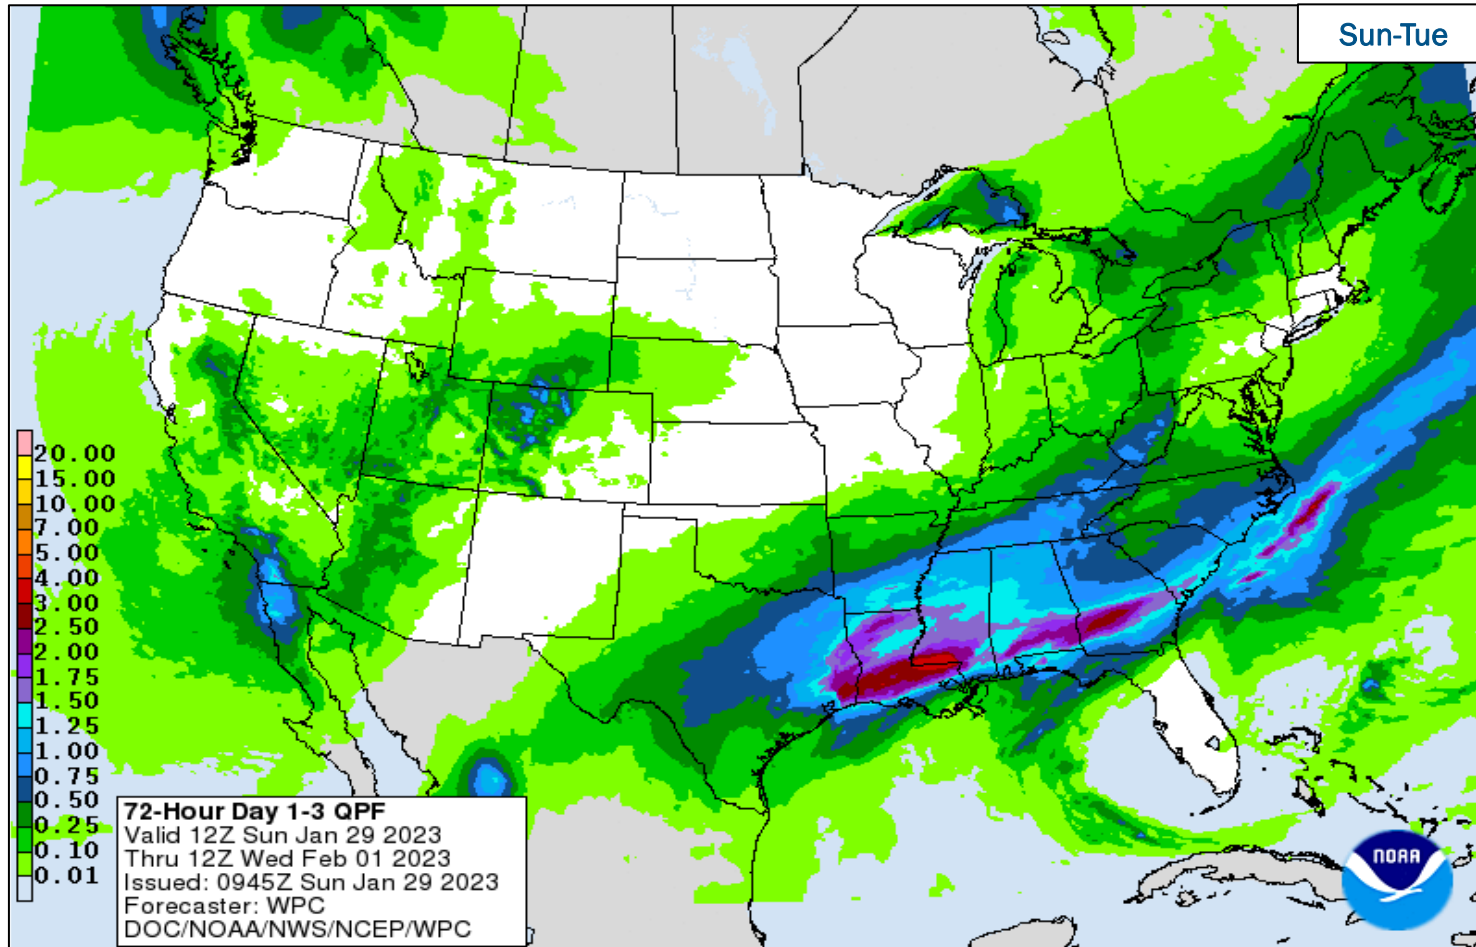 Sun-Tue
20.00
15.00
10.00
7.00
5.00
4.00
3.00
2.50
2.00
1.75
1.50
1.25
1.00
0.75
0.50
0.25
0.10
0.01
72-Hour Day 1-3 QPF
Valid 12Z Sun Jan 29 2023
Thru 12Z Wed Feb 01 2023
Issued: 0945Z Sun Jan 29 2023
Forecaster: WPC
DOC/NOAA/NWS/NCEP/WPC
NOAA